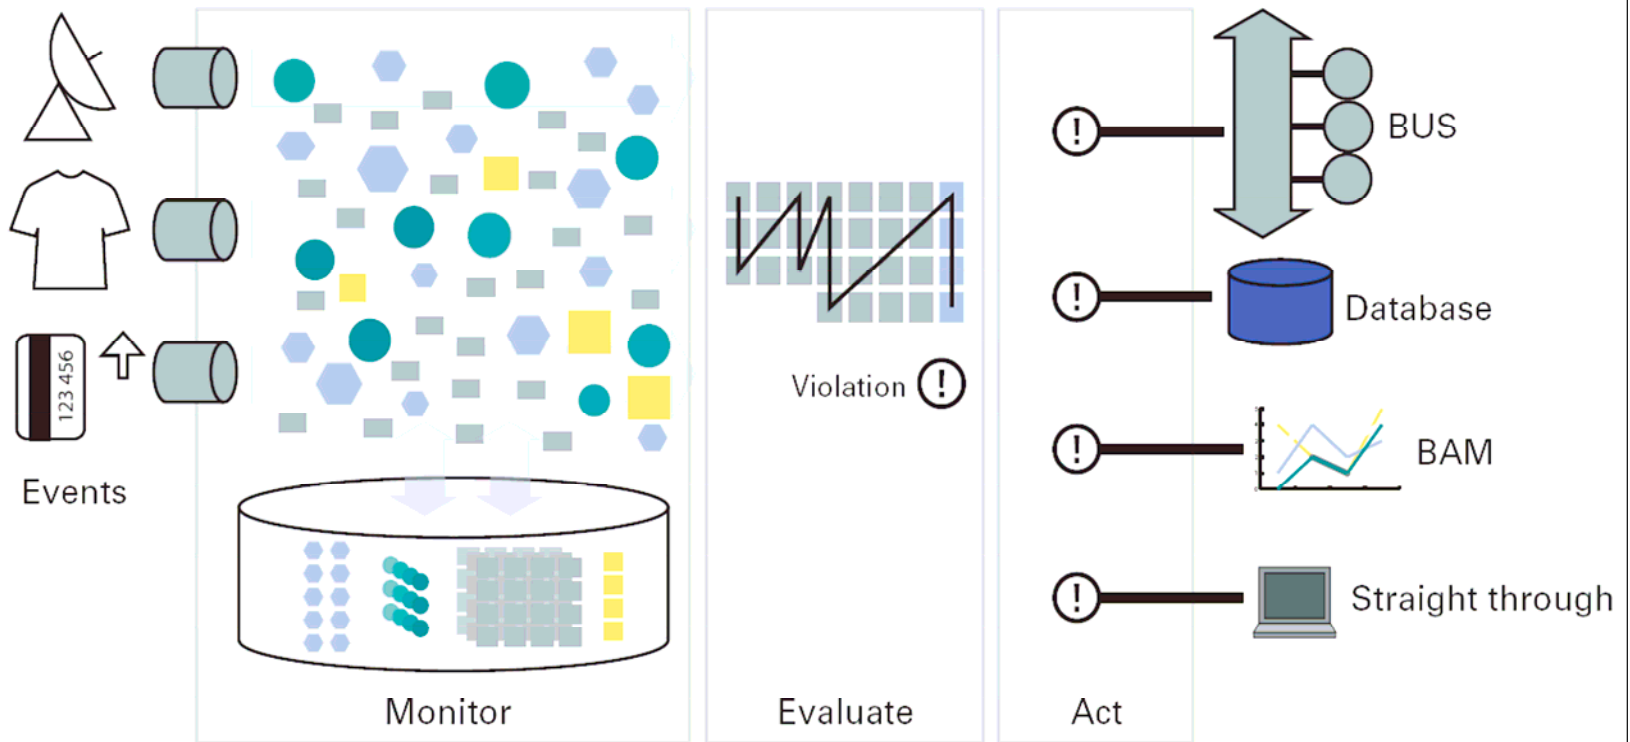 123 456
Events
Monitor
Violation !
Evaluate
!
!
!
!
Act
BUS
Database
BAM
Straight through